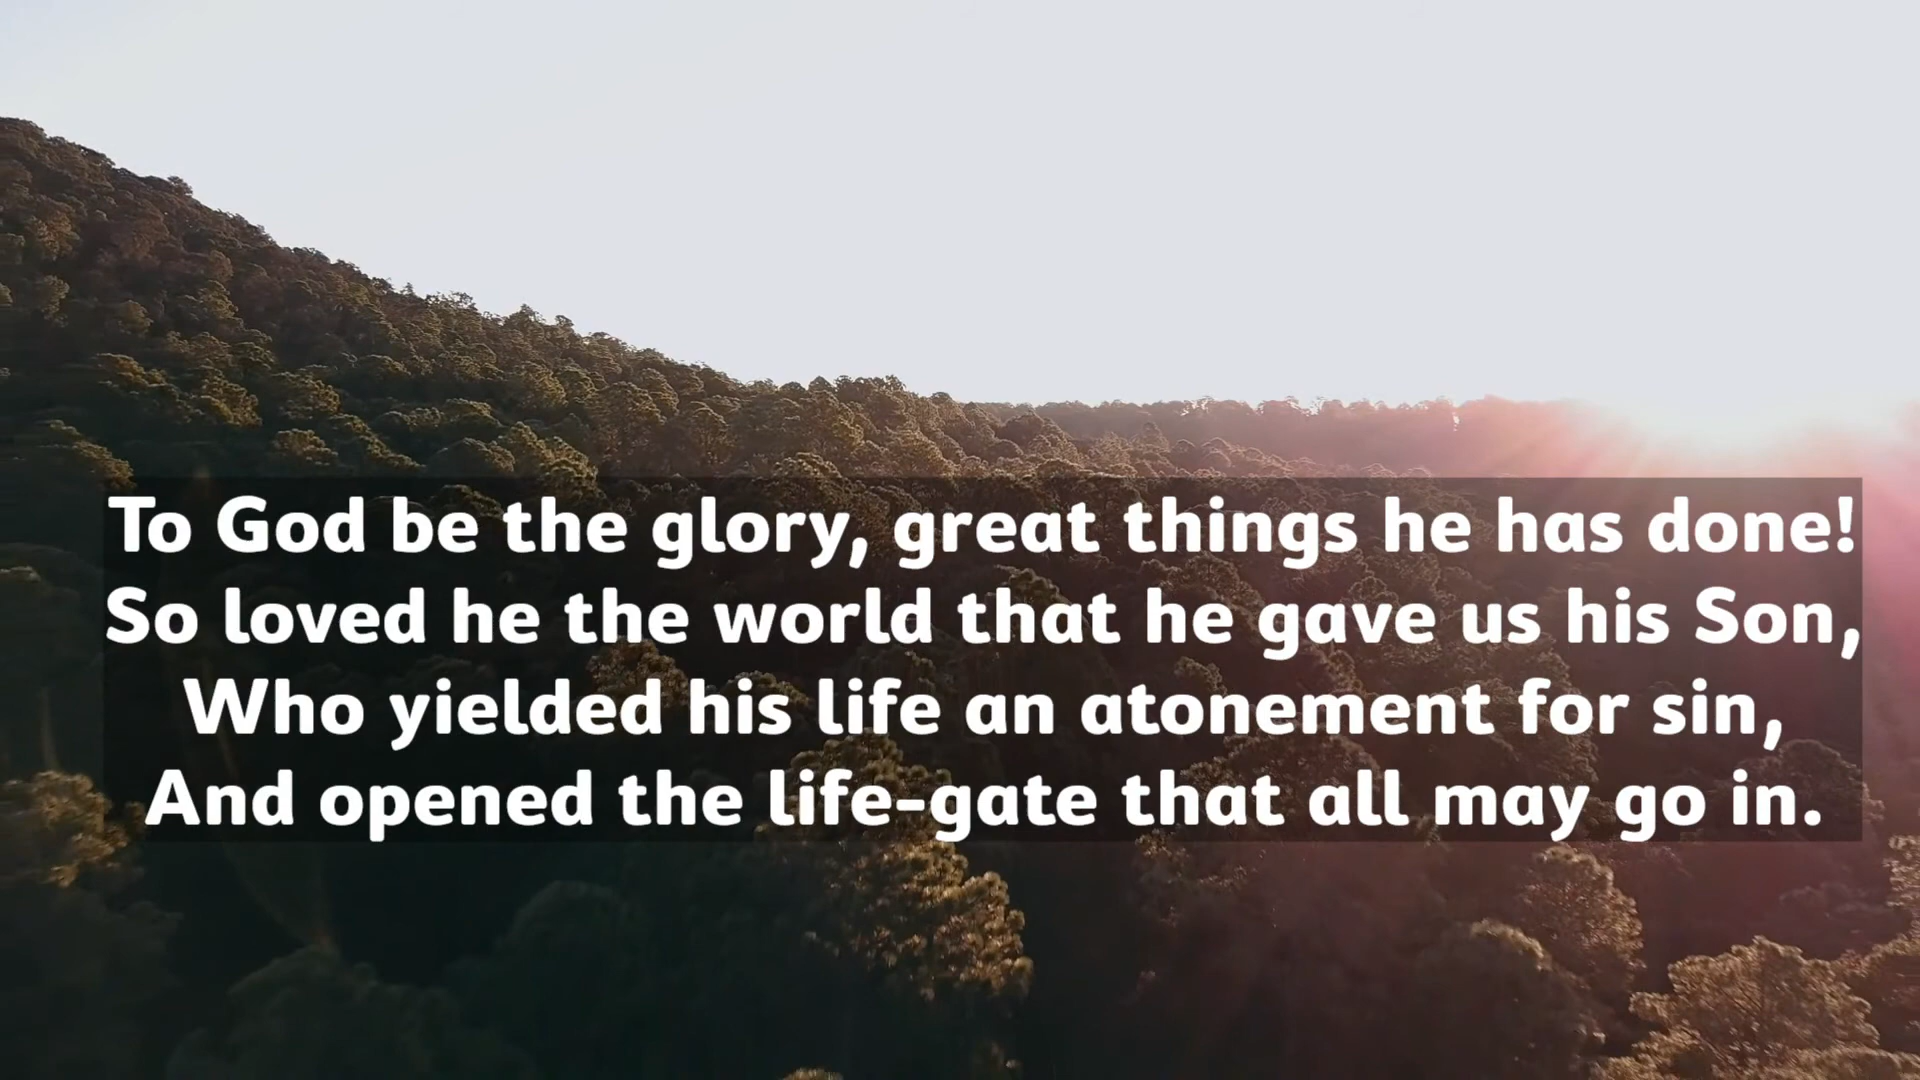 To God be the glory, great things he has done!
So loved he the world that he gave us his Son,
Who yielded his life an atonement for sin,
And opened the life-gate that all may go in.